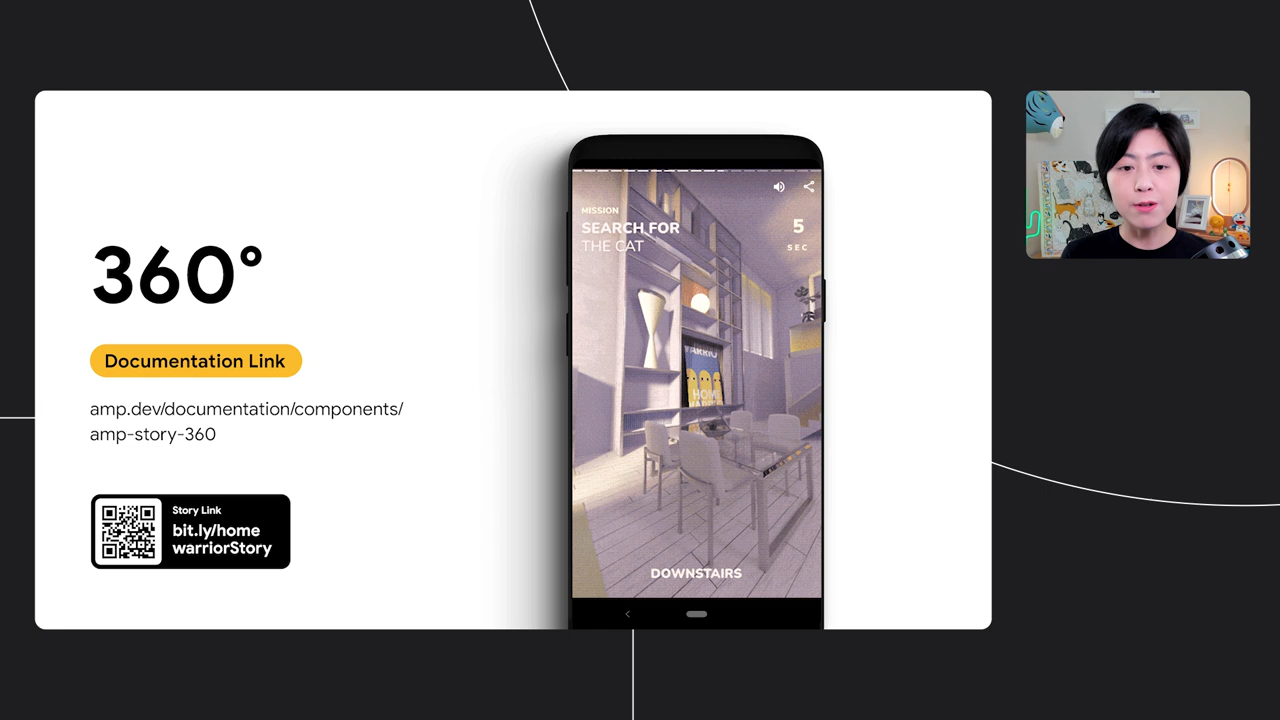 360°
Documentation Link
amp.dev/documentation/components/
amp-story-360
Story Link
bit.ly/home
warriorStory
MISSION
SEARCH FOR
THE CAT
5
SEC
HOME
DOWNSTAIRS